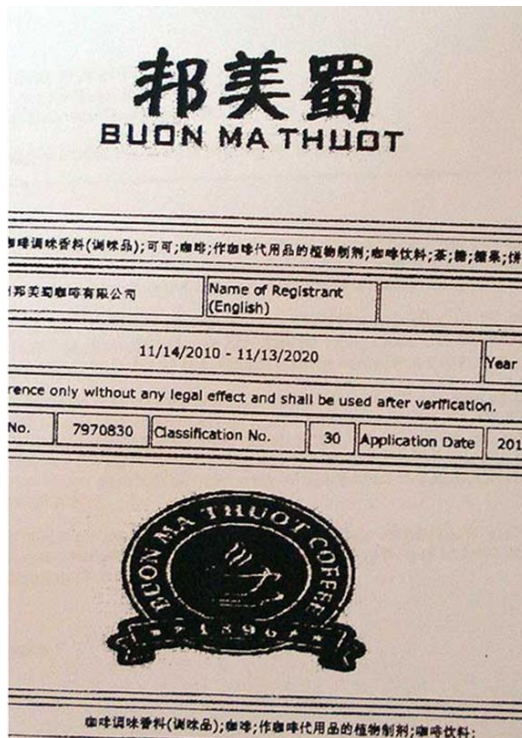 邦美蜀
BUON MA THUOT
咖啡调味香料(调味品);可可;咖啡;作咖啡代用品的植物制剂;咖啡饮料;茶;糖;糖果;饼
州邦美蜀咖啡有限公司 Name of Registrant (English)
11/14/2010 - 11/13/2020 Year
rence only without any legal effect and shall be used after verification.
No. 7970830 Classification No. 30 Application Date 201
BUON MA THUOT COFFEE
1896
咖啡调味香料(调味品);咖啡;作咖啡代用品的植物制剂;咖啡饮料;